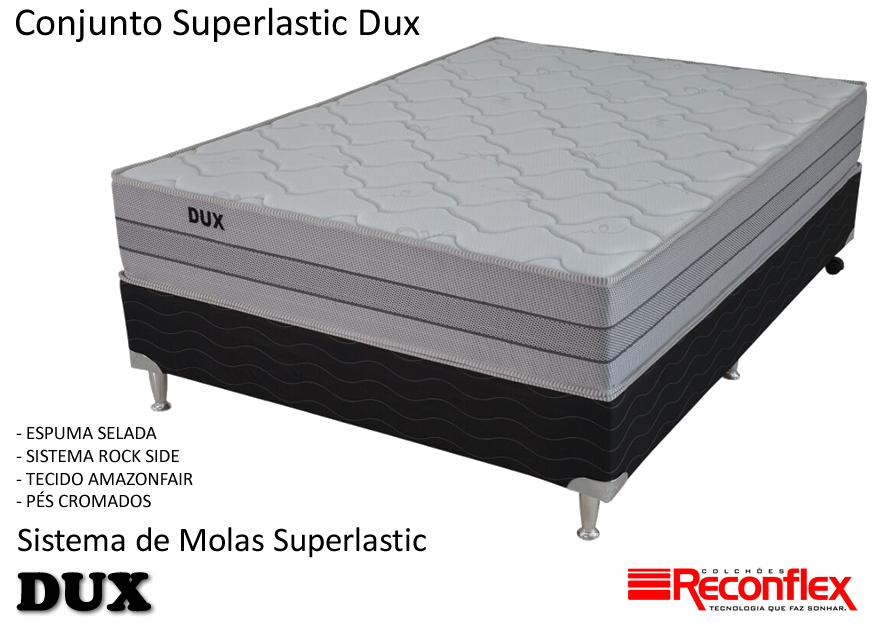 Conjunto Superlastic Dux
DUX
- ESPUMA SELADA
- SISTEMA ROCK SIDE
- TECIDO AMAZONFAIR
- PÉS CROMADOS
Sistema de Molas Superlastic
DUX
COLCHÕES
Reconflex
TECNOLOGIA QUE FAZ SONHAR.